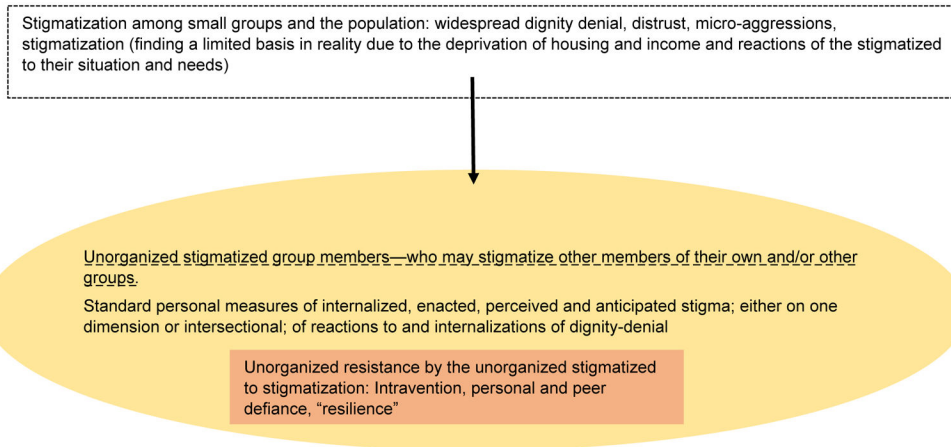 Stigmatization among small groups and the population: widespread dignity denial, distrust, micro-aggressions,
stigmatization (finding a limited basis in reality due to the deprivation of housing and income and reactions of the stigmatized
to their situation and needs)
Unorganized stigmatized group members—who may stigmatize other members of their own and/or other
groups.
Standard personal measures of internalized, enacted, perceived and anticipated stigma; either on one
dimension or intersectional; of reactions to and internalizations of dignity-denial
Unorganized resistance by the unorganized stigmatized
to stigmatization: Intravention, personal and peer
defiance, “resilience”